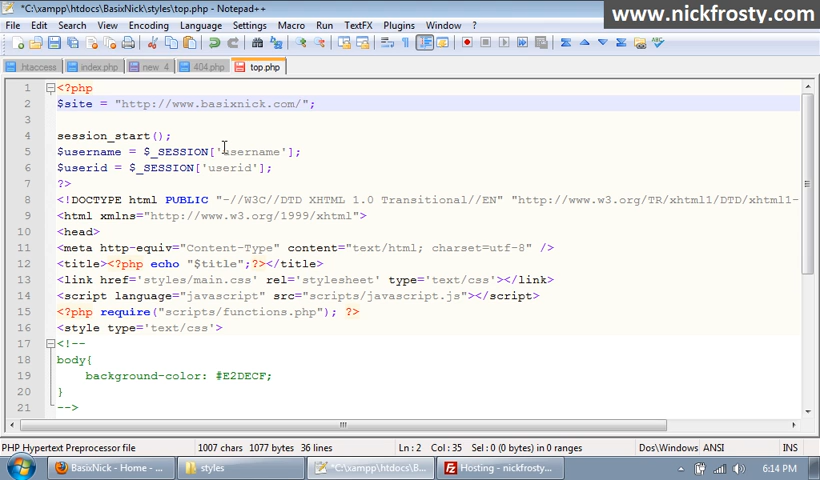 *C:\xampp\htdocs\BasixNick\styles\top.php - Notepad++
www.nickfrosty.com
File Edit Search View Encoding Language Settings Macro Run TextFX Plugins Window ?
.htaccess index.php new 4 404.php top.php
1 <?php
2 $site = "http://www.basixnick.com/";
3
4 session_start();
5 $username = $_SESSION['username'];
6 $userid = $_SESSION['userid'];
7 ?>
8 <!DOCTYPE html PUBLIC "-//W3C//DTD XHTML 1.0 Transitional//EN" "http://www.w3.org/TR/xhtml1/DTD/xhtml1-
9 <html xmlns="http://www.w3.org/1999/xhtml">
10 <head>
11 <meta http-equiv="Content-Type" content="text/html; charset=utf-8" />
12 <title><?php echo "$title";?></title>
13 <link href='styles/main.css' rel='stylesheet' type='text/css'></link>
14 <script language="javascript" src="scripts/javascript.js"></script>
15 <?php require("scripts/functions.php"); ?>
16 <style type='text/css'>
17 <!--
18 body{
19 background-color: #E2DECF;
20 }
21 -->
PHP Hypertext Preprocessor file 1007 chars 1077 bytes 36 lines Ln : 2 Col : 35 Sel : 0 (0 bytes) in 0 ranges Dos\Windows ANSI INS
BasixNick - Home - ... styles *C:\xampp\htdocs\B... Hosting - nickfrosty... 6:14 PM